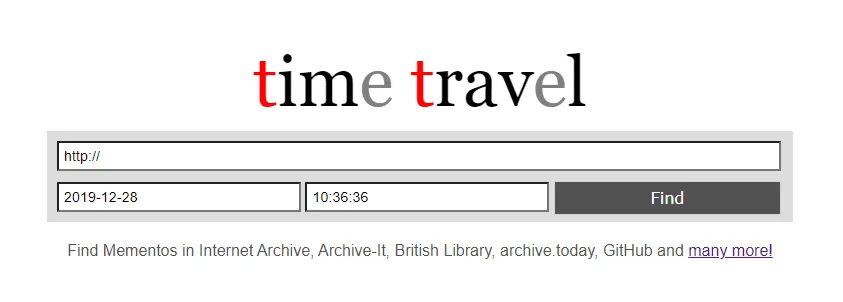 time travel
http://
2019-12-28 10:36:36 Find
Find Mementos in Internet Archive, Archive-It, British Library, archive.today, GitHub and many more!